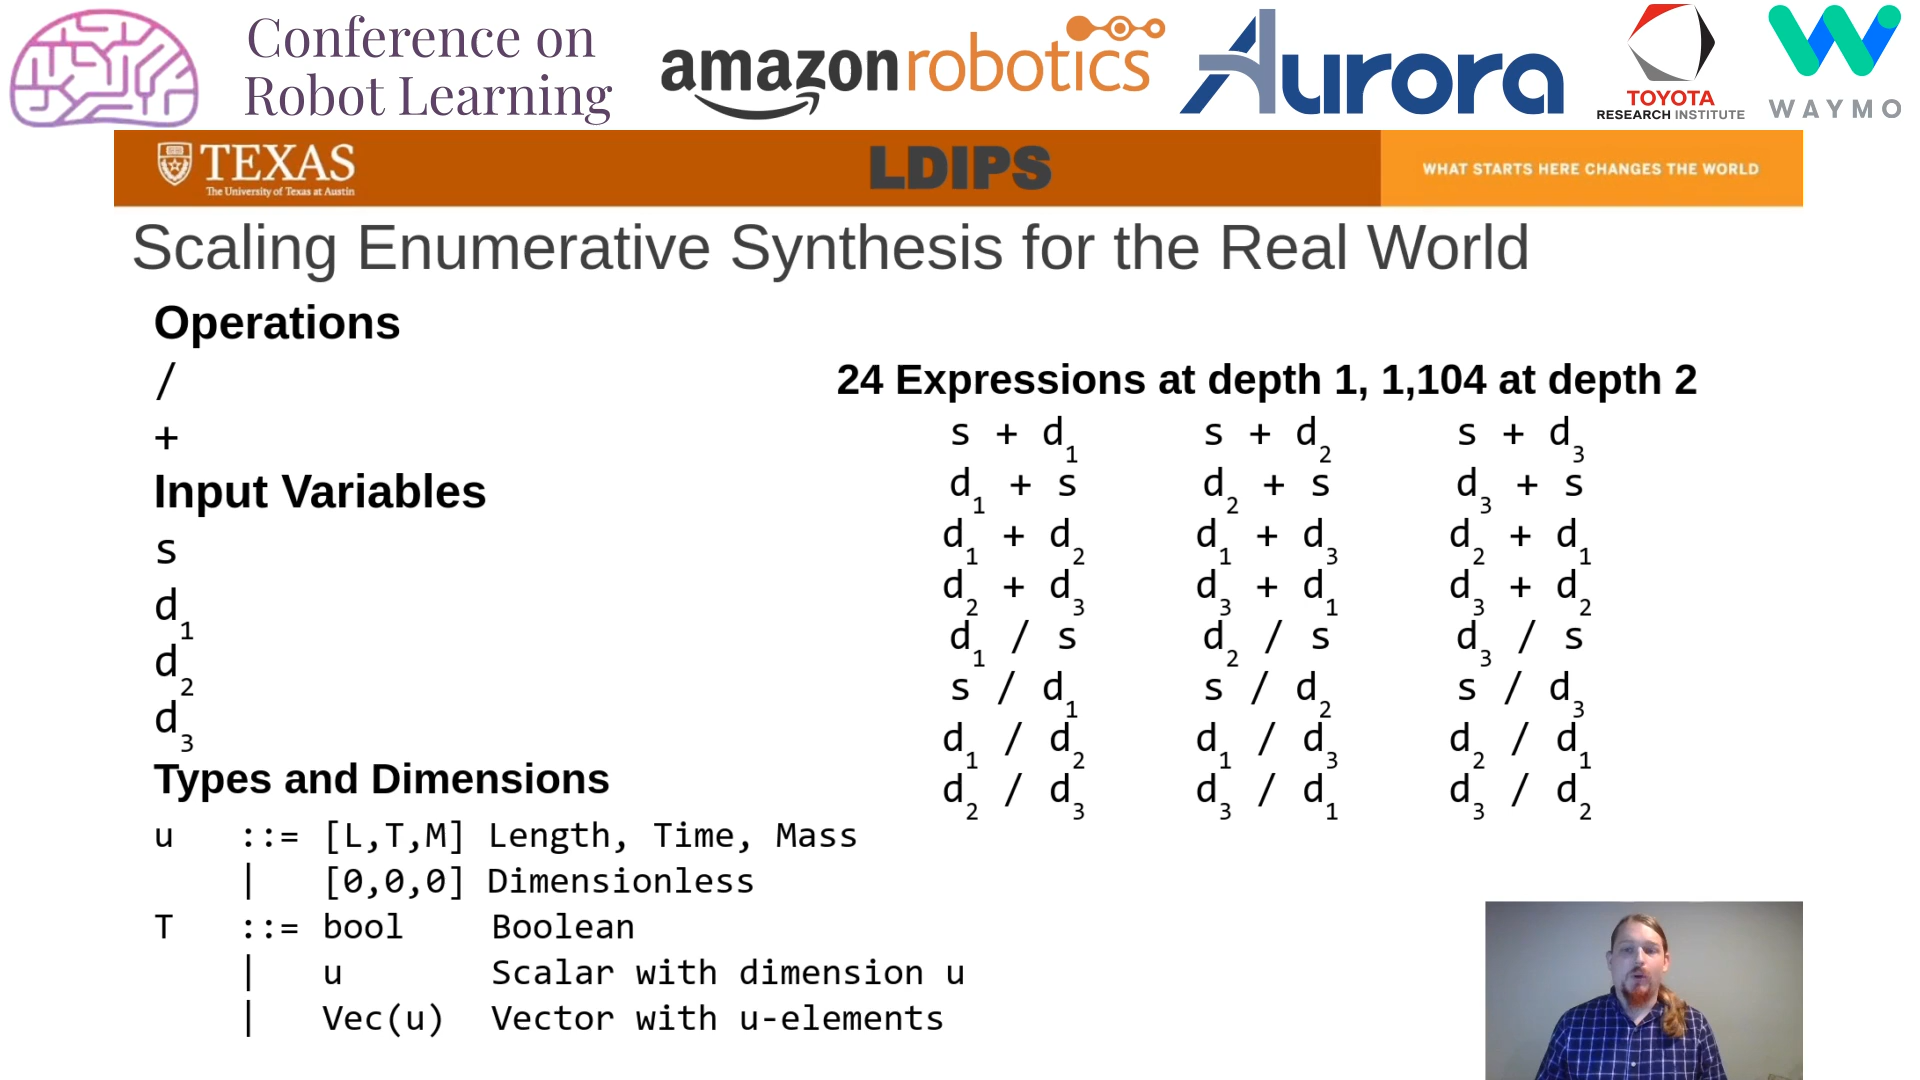 Conference on
Robot Learning
amazon robotics
Aurora
TOYOTA
RESEARCH INSTITUTE
WAYMO
TEXAS
The University of Texas at Austin
LDIPS
WHAT STARTS HERE CHANGES THE WORLD
Scaling Enumerative Synthesis for the Real World
Operations
/
+
Input Variables
s
d1
d2
d3
Types and Dimensions
u ::= [L,T,M] Length, Time, Mass
| [0,0,0] Dimensionless
T ::= bool Boolean
| u Scalar with dimension u
| Vec(u) Vector with u-elements
24 Expressions at depth 1, 1,104 at depth 2
s + d1 s + d2 s + d3
d1 + s d2 + s d3 + s
d1 + d2 d1 + d3 d2 + d1
d2 + d3 d3 + d1 d3 + d2
d1 / s d2 / s d3 / s
s / d1 s / d2 s / d3
d1 / d2 d1 / d3 d2 / d1
d2 / d3 d3 / d1 d3 / d2